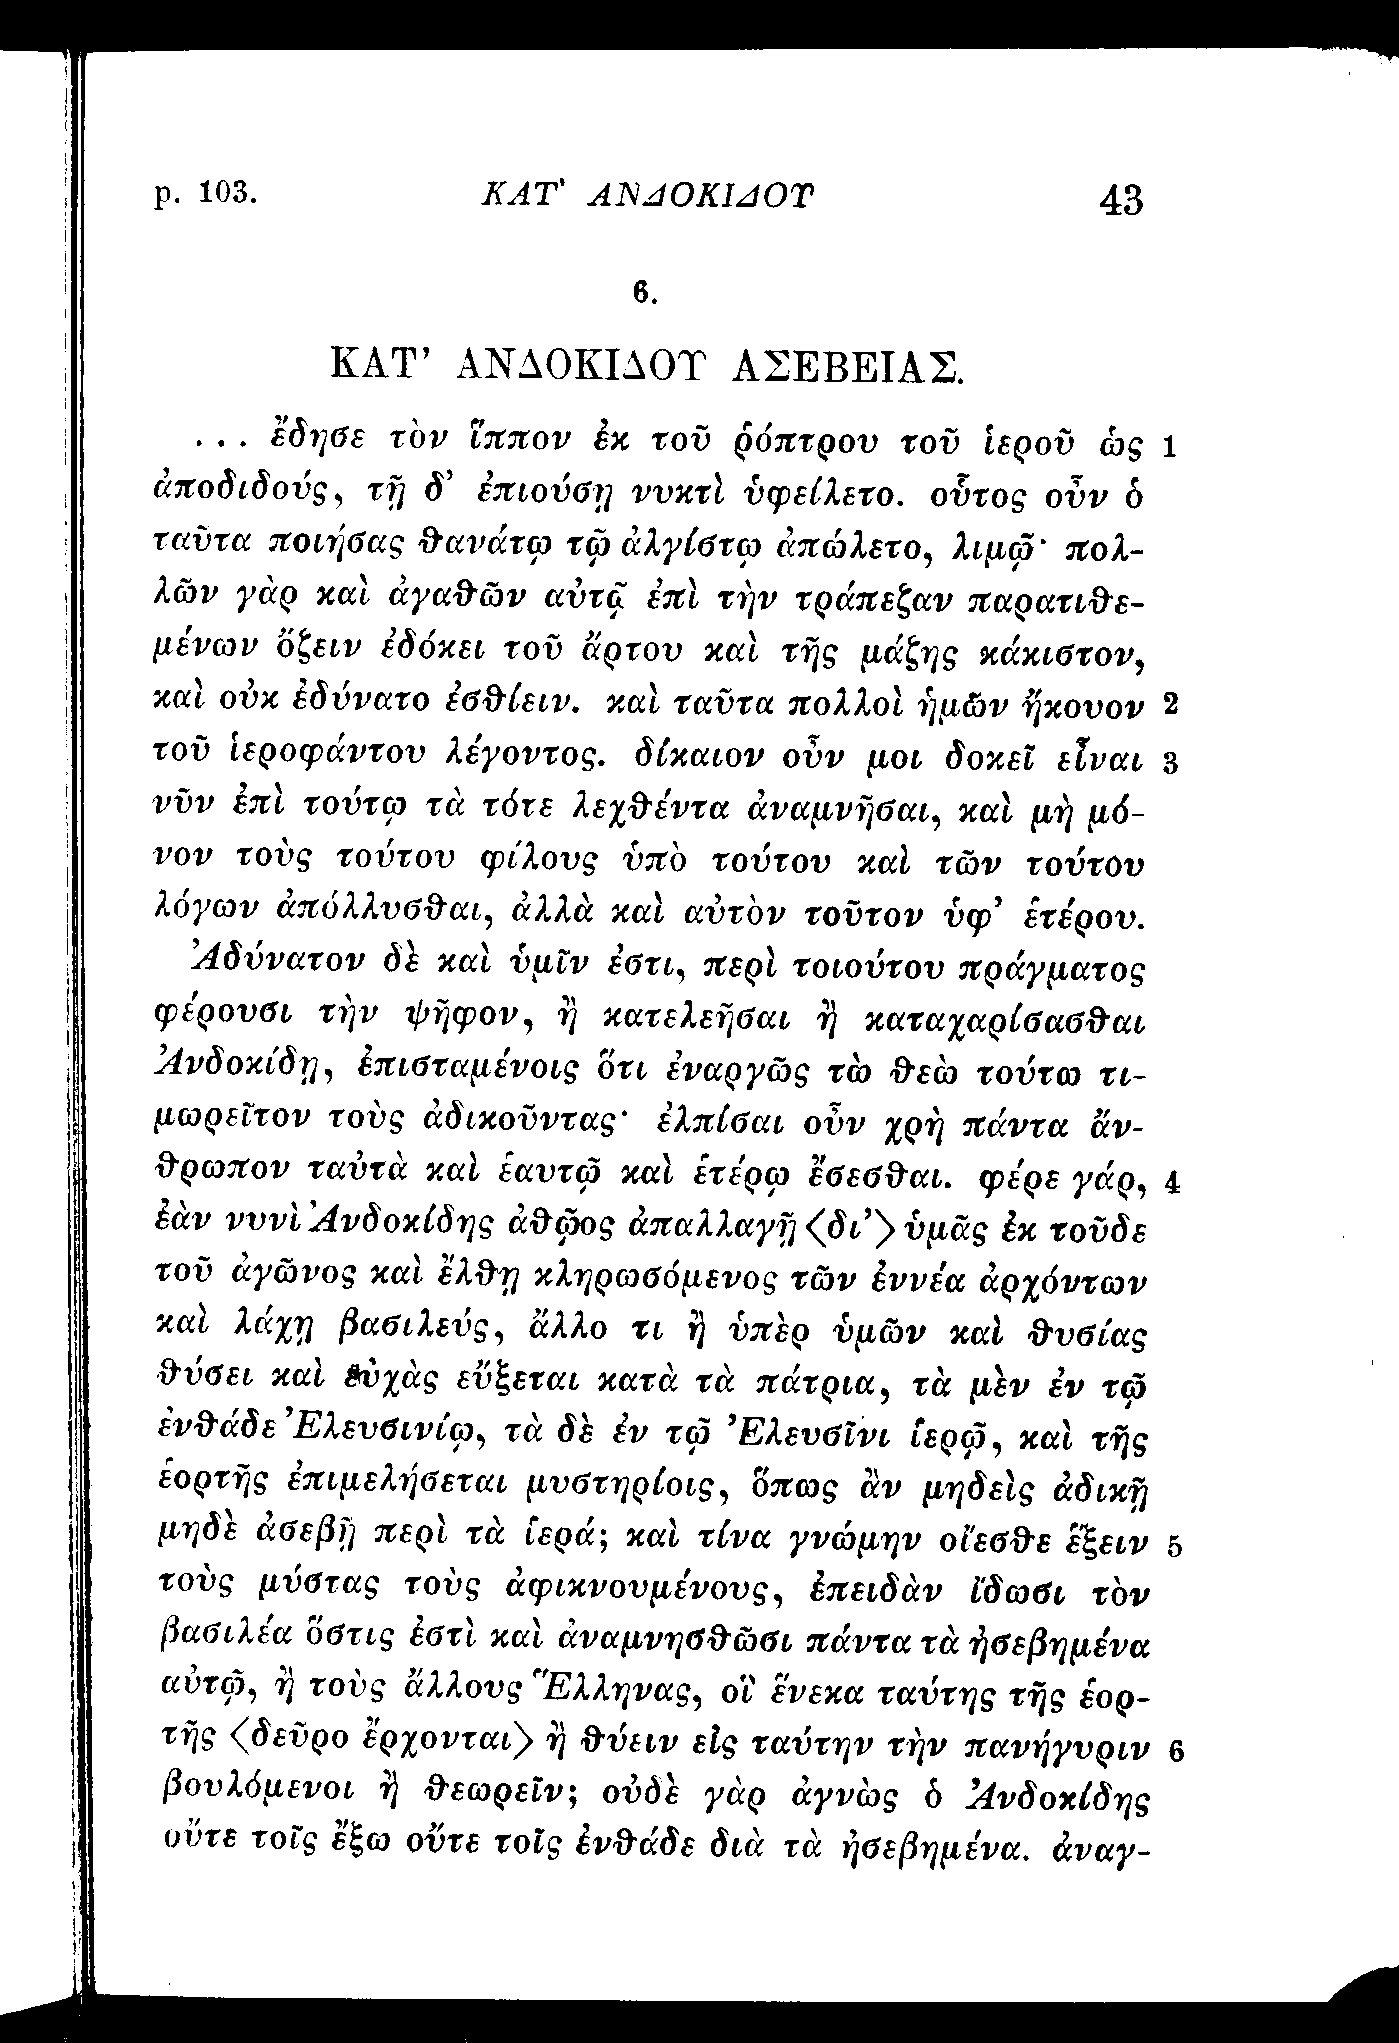 p. 103. ΚΑΤ' ΑΝΔΟΚΙΔΟΥ 43
6.
ΚΑΤ' ΑΝΔΟΚΙΔΟΥ ΑΣΕΒΕΙΑΣ.
... ἔδησε τὸν ἵππον ἐκ τοῦ ῥόπτρου τοῦ ἱεροῦ ὡς 1
ἀποδιδούς, τῇ δ' ἐπιούσῃ νυκτὶ ὑφείλετο. οὗτος οὖν ὁ
ταῦτα ποιήσας θανάτῳ τῷ ἀλγίστῳ ἀπώλετο, λιμῷ· πολ-
λῶν γὰρ καὶ ἀγαθῶν αὐτῷ ἐπὶ τὴν τράπεζαν παρατιθε-
μένων ὄζειν ἐδόκει τοῦ ἄρτου καὶ τῆς μάζης κάκιστον,
καὶ οὐκ ἐδύνατο ἐσθίειν. καὶ ταῦτα πολλοὶ ἡμῶν ἤκουον 2
τοῦ ἱεροφάντου λέγοντος. δίκαιον οὖν μοι δοκεῖ εἶναι 3
νῦν ἐπὶ τούτῳ τὰ τότε λεχθέντα ἀναμνῆσαι, καὶ μὴ μό-
νον τοὺς τούτου φίλους ὑπὸ τούτου καὶ τῶν τούτου
λόγων ἀπόλλυσθαι, ἀλλὰ καὶ αὐτὸν τοῦτον ὑφ' ἑτέρου.
Ἀδύνατον δὲ καὶ ὑμῖν ἐστι, περὶ τοιούτου πράγματος
φέρουσι τὴν ψῆφον, ἢ κατελεῆσαι ἢ καταχαρίσασθαι
Ἀνδοκίδῃ, ἐπισταμένοις ὅτι ἐναργῶς τὼ θεὼ τούτω τι-
μωρεῖτον τοὺς ἀδικοῦντας· ἐλπίσαι οὖν χρὴ πάντα ἄν-
θρωπον ταὐτὰ καὶ ἑαυτῷ καὶ ἑτέρῳ ἔσεσθαι. φέρε γάρ, 4
ἐὰν νυνὶ Ἀνδοκίδης ἀθῷος ἀπαλλαγῇ ⟨δι'⟩ ὑμᾶς ἐκ τοῦδε
τοῦ ἀγῶνος καὶ ἔλθῃ κληρωσόμενος τῶν ἐννέα ἀρχόντων
καὶ λάχῃ βασιλεύς, ἄλλο τι ἢ ὑπὲρ ὑμῶν καὶ θυσίας
θύσει καὶ εὐχὰς εὔξεται κατὰ τὰ πάτρια, τὰ μὲν ἐν τῷ
ἐνθάδε Ἐλευσινίῳ, τὰ δὲ ἐν τῷ Ἐλευσῖνι ἱερῷ, καὶ τῆς
ἑορτῆς ἐπιμελήσεται μυστηρίοις, ὅπως ἂν μηδεὶς ἀδικῇ
μηδὲ ἀσεβῇ περὶ τὰ ἱερά; καὶ τίνα γνώμην οἴεσθε ἕξειν 5
τοὺς μύστας τοὺς ἀφικνουμένους, ἐπειδὰν ἴδωσι τὸν
βασιλέα ὅστις ἐστὶ καὶ ἀναμνησθῶσι πάντα τὰ ἠσεβημένα
αὐτῷ, ἢ τοὺς ἄλλους Ἕλληνας, οἳ ἕνεκα ταύτης τῆς ἑορ-
τῆς ⟨δεῦρο ἔρχονται⟩ ἢ θύειν εἰς ταύτην τὴν πανήγυριν 6
βουλόμενοι ἢ θεωρεῖν; οὐδὲ γὰρ ἀγνὼς ὁ Ἀνδοκίδης
οὔτε τοῖς ἔξω οὔτε τοῖς ἐνθάδε διὰ τὰ ἠσεβημένα. ἀναγ-